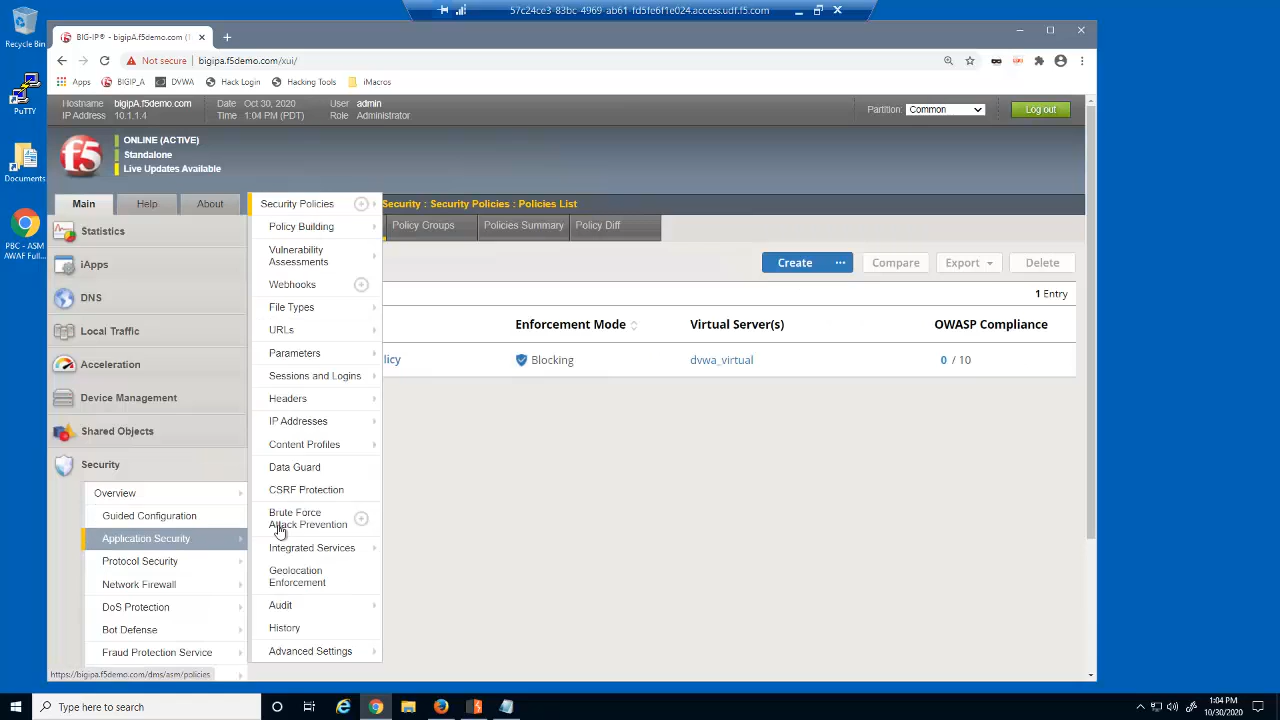 57c24ce3-83bc-4969-ab61-fd5fe6f1e024.access.udf.f5.com
Recycle Bin
PuTTY
Documents
PBC - ASM
AWAF Full...
BIG-IP® - bigipA.f5demo.com (1
Not secure
bigipa.f5demo.com/xui/
Apps
BIGIP_A
DVWA
Hack Login
Hacking Tools
iMacros
Hostname bigipA.f5demo.com
IP Address 10.1.1.4
Date Oct 30, 2020
Time 1:04 PM (PDT)
User admin
Role Administrator
Partition: Common
Log out
f5
ONLINE (ACTIVE)
Standalone
Live Updates Available
Main
Help
About
Security : Security Policies : Policies List
Policy Groups
Policies Summary
Policy Diff
Create
...
Compare
Export
Delete
1 Entry
Enforcement Mode
Virtual Server(s)
OWASP Compliance
licy
Blocking
dvwa_virtual
0 / 10
Statistics
iApps
DNS
Local Traffic
Acceleration
Device Management
Shared Objects
Security
Overview
Guided Configuration
Application Security
Protocol Security
Network Firewall
DoS Protection
Bot Defense
Fraud Protection Service
Security Policies
Policy Building
Vulnerability
Assessments
Webhooks
File Types
URLs
Parameters
Sessions and Logins
Headers
IP Addresses
Content Profiles
Data Guard
CSRF Protection
Brute Force
Attack Prevention
Integrated Services
Geolocation
Enforcement
Audit
History
Advanced Settings
https://bigipa.f5demo.com/dms/asm/policies
Type here to search
1:04 PM
10/30/2020